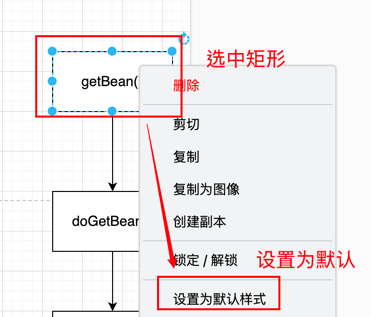 选中矩形
getBean(
删除
剪切
复制
复制为图像
创建副本
doGetBean
锁定 / 解锁
设置为默认
设置为默认样式